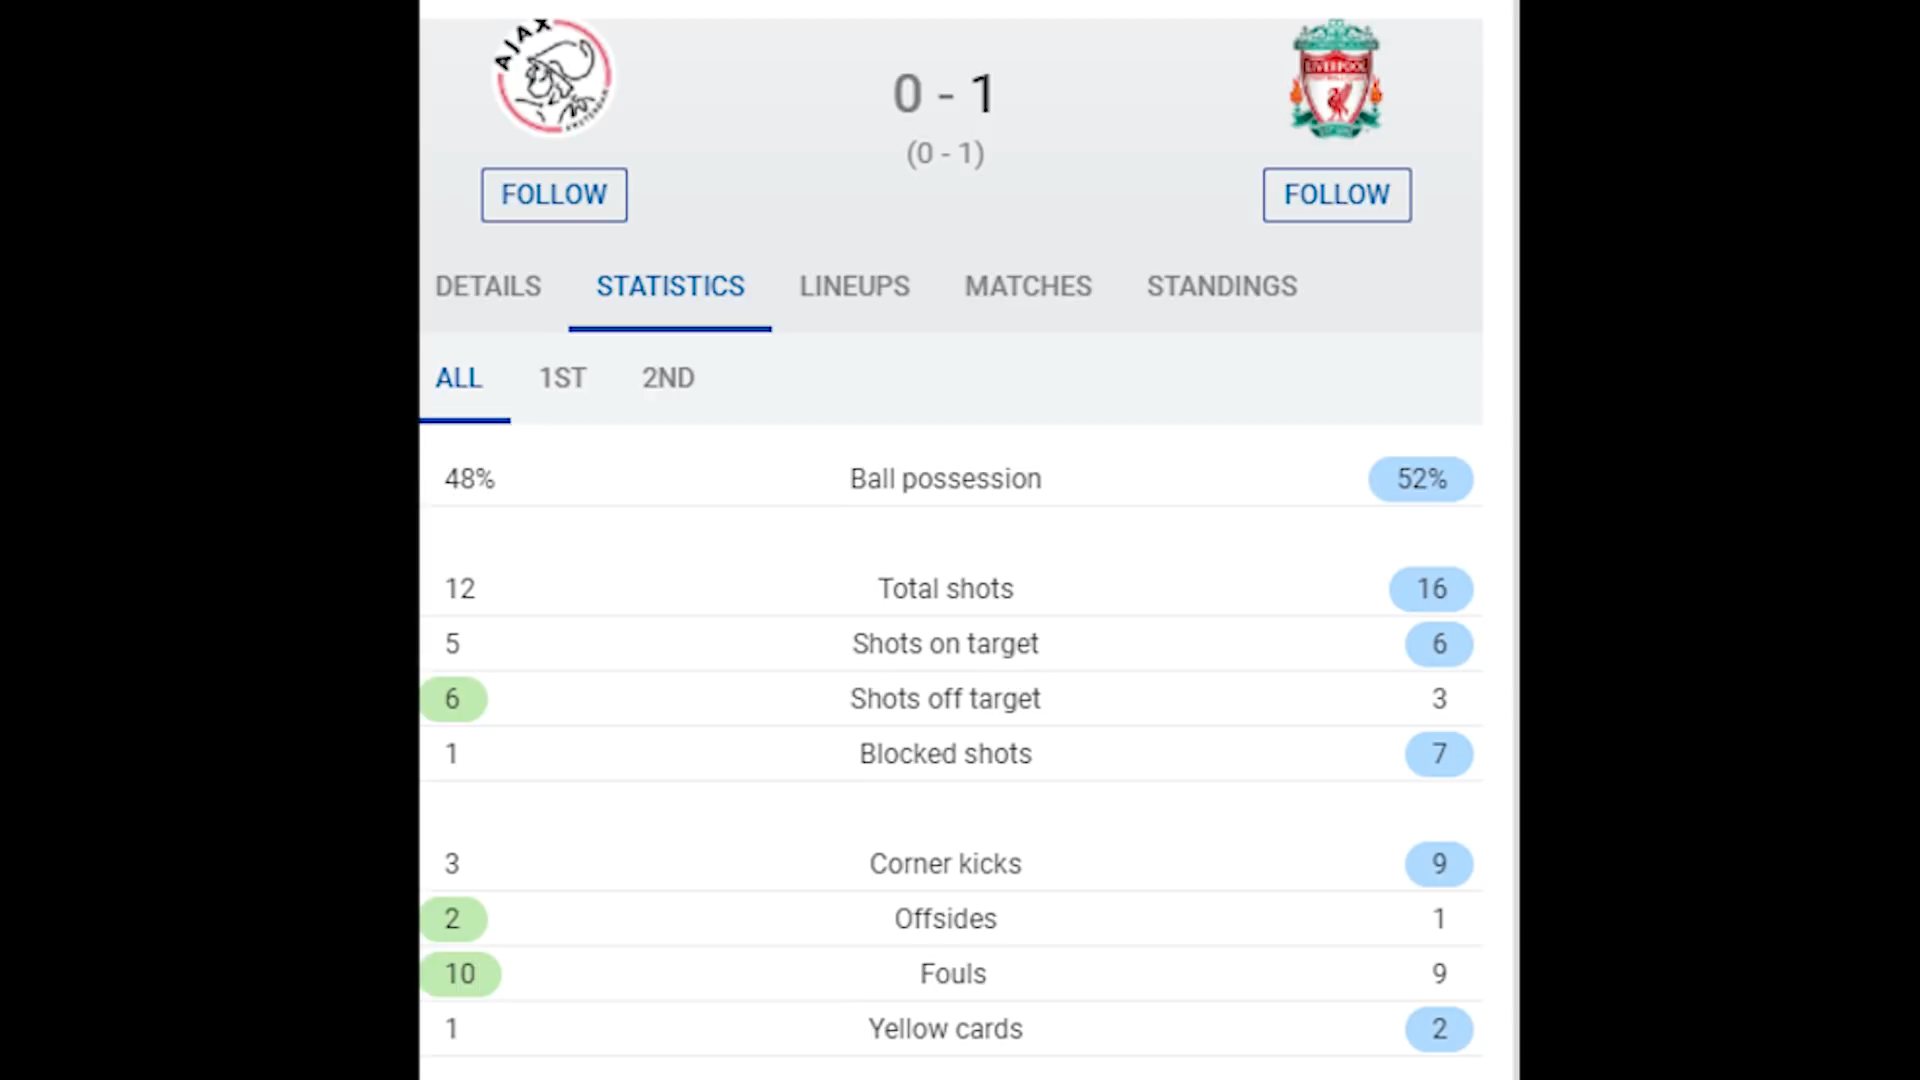 AJAX
AMSTERDAM
LIVERPOOL
0 - 1
(0 - 1)
FOLLOW
FOLLOW
DETAILS STATISTICS LINEUPS MATCHES STANDINGS
ALL 1ST 2ND
48% Ball possession 52%
12 Total shots 16
5 Shots on target 6
6 Shots off target 3
1 Blocked shots 7
3 Corner kicks 9
2 Offsides 1
10 Fouls 9
1 Yellow cards 2